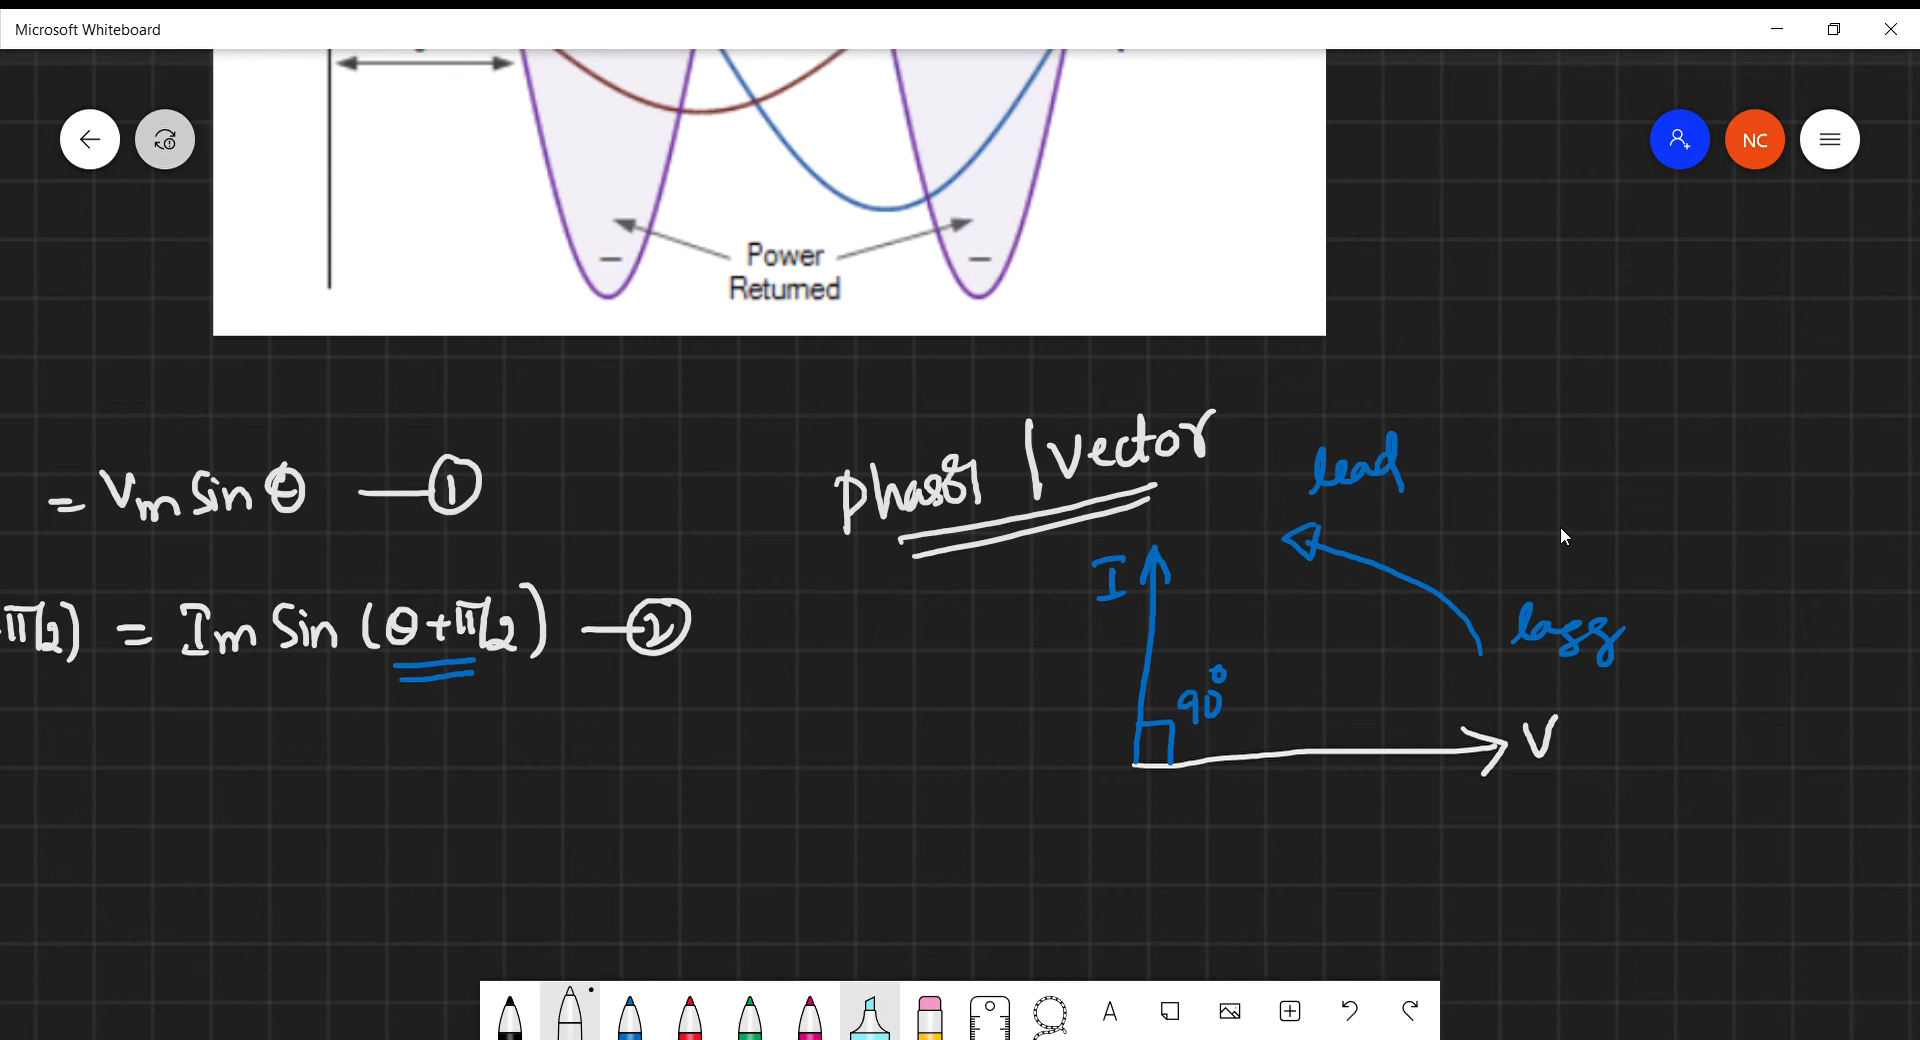 Microsoft Whiteboard
NC
Power
Returned
= Vm Sin θ — ①
π/2) = Im Sin (θ+π/2) — ②
phasor / vector
lead
I
lagg
90°
V
A